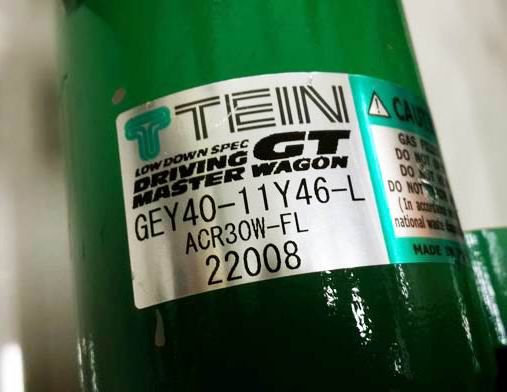 TEIN
LOW DOWN SPEC
DRIVING GT
MASTER WAGON
GEY40-11Y46-L
ACR30W-FL
22008
CAU
GAS
DO NOT
DO
DO NOT
(In accordance
national waste
MADE IN